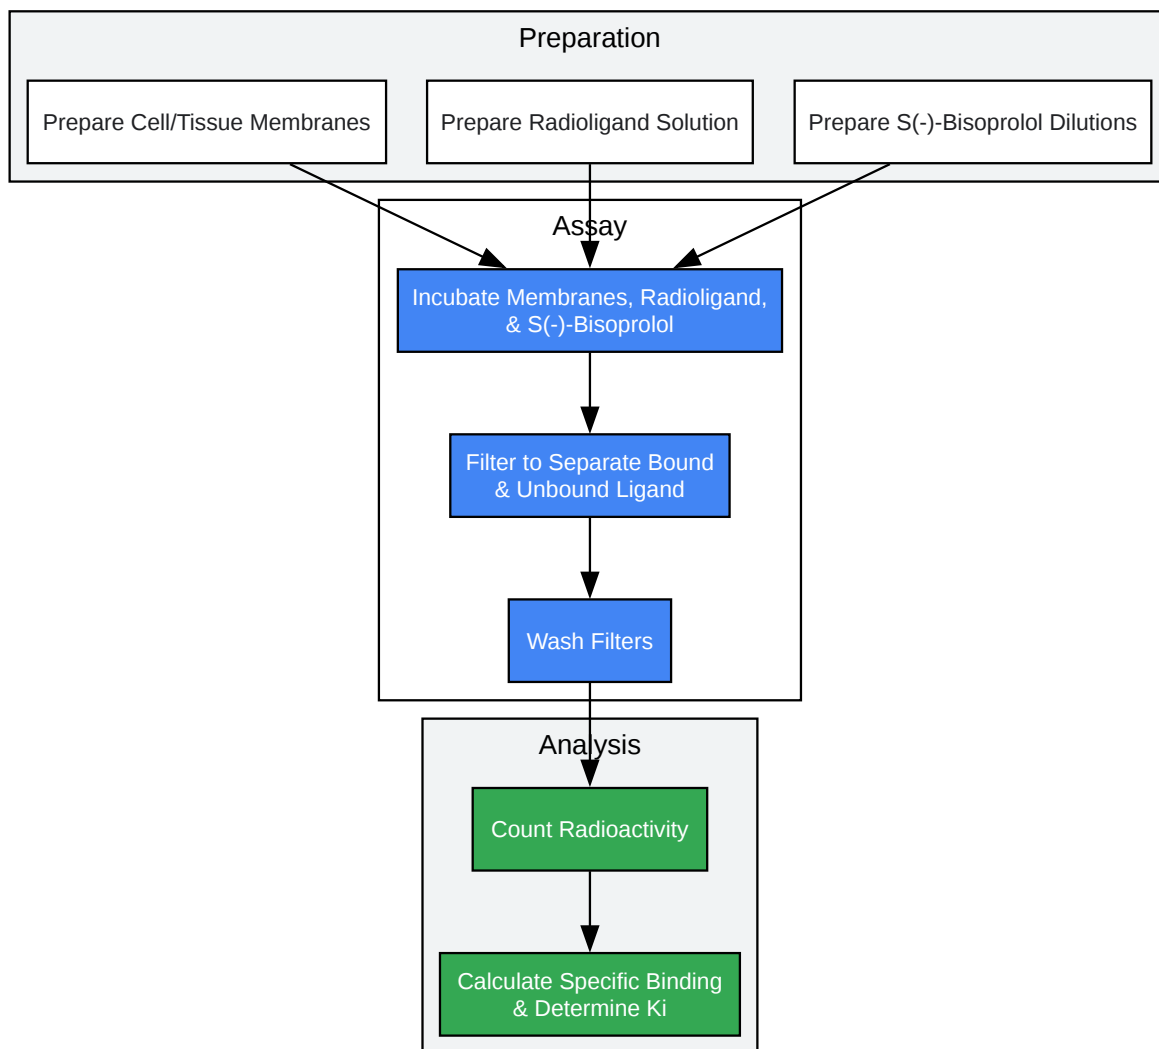 Preparation
Prepare Cell/Tissue Membranes
Prepare Radioligand Solution
Prepare S(-)-Bisoprolol Dilutions
Assay
Incubate Membranes, Radioligand,
& S(-)-Bisoprolol
Filter to Separate Bound
& Unbound Ligand
Wash Filters
Analysis
Count Radioactivity
Calculate Specific Binding
& Determine Ki